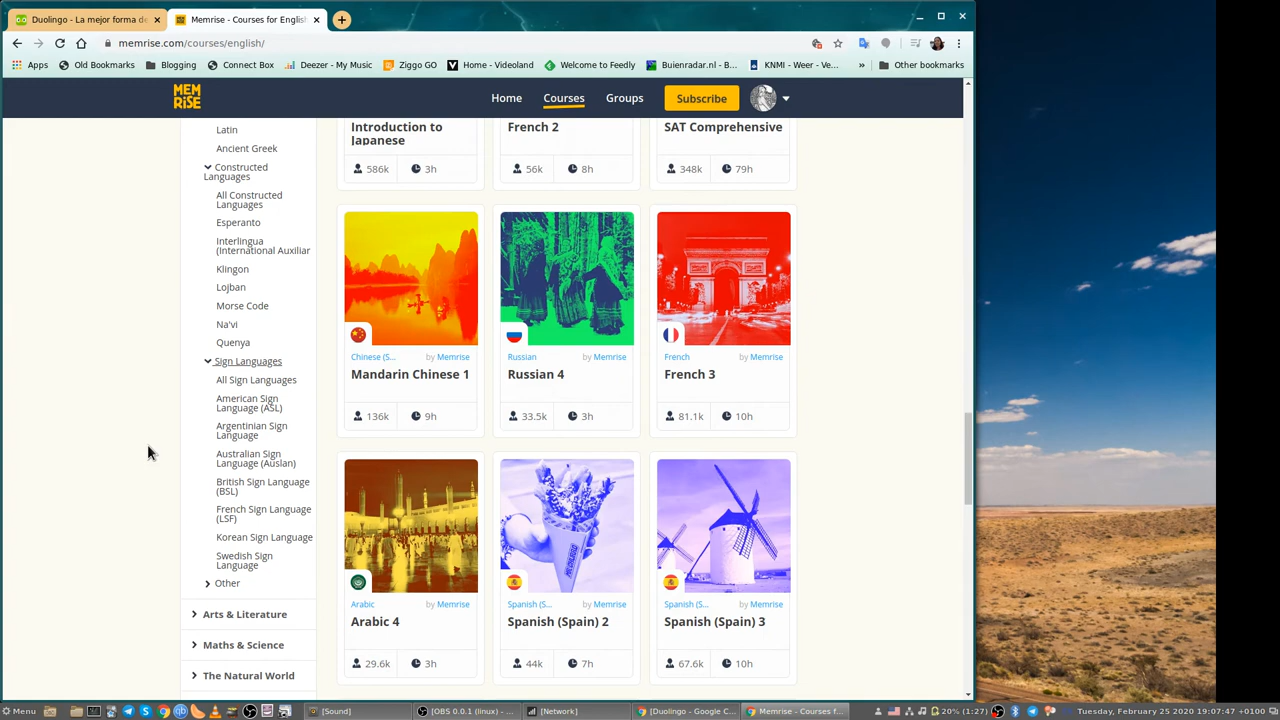 Duolingo - La mejor forma de
Memrise - Courses for Englis
memrise.com/courses/english/
Apps
Old Bookmarks
Blogging
Connect Box
Deezer - My Music
Ziggo GO
Home - Videoland
Welcome to Feedly
Buienradar.nl - B...
KNMI - Weer - Ve...
»
Other bookmarks
MEM
RiSE
Home
Courses
Groups
Subscribe
Latin
Ancient Greek
Constructed
Languages
All Constructed
Languages
Esperanto
Interlingua
(International Auxiliar
Klingon
Lojban
Morse Code
Na'vi
Quenya
Sign Languages
All Sign Languages
American Sign
Language (ASL)
Argentinian Sign
Language
Australian Sign
Language (Auslan)
British Sign Language
(BSL)
French Sign Language
(LSF)
Korean Sign Language
Swedish Sign
Language
Other
Arts & Literature
Maths & Science
The Natural World
Introduction to
Japanese
586k
3h
French 2
56k
8h
SAT Comprehensive
348k
79h
Chinese (S...
by Memrise
Mandarin Chinese 1
136k
9h
Russian
by Memrise
Russian 4
33.5k
3h
French
by Memrise
French 3
81.1k
10h
Arabic
by Memrise
Arabic 4
29.6k
3h
Spanish (S...
by Memrise
Spanish (Spain) 2
44k
7h
Spanish (S...
by Memrise
Spanish (Spain) 3
67.6k
10h
Menu
[Sound]
[OBS 0.0.1 (linux) -...
[Network]
[Duolingo - Google C...
Memrise - Courses f...
20% (1:27)
Tuesday, February 25 2020 19:07:47 +0100